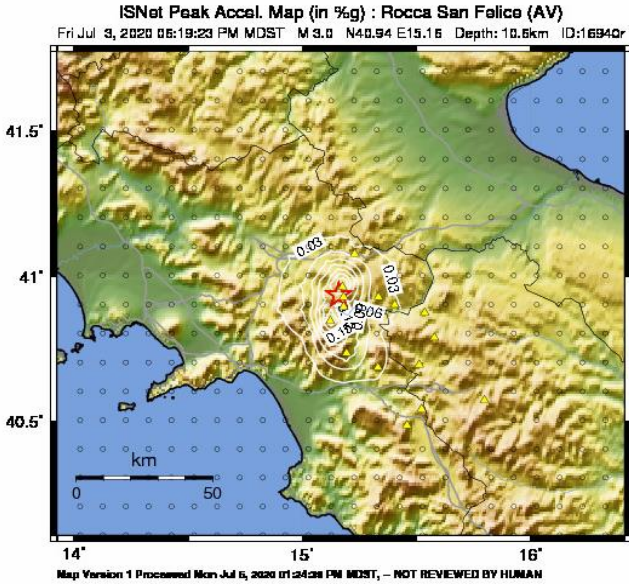 ISNet Peak Accel. Map (in %g) : Rocca San Felice (AV)
Fri Jul 3, 2020 06:19:23 PM MDST M 3.0 N40.94 E15.16 Depth: 10.6km ID:16940r
41.5˚
41˚
40.5˚
0.03
0.03
km
0 50
14˚ 15˚ 16˚
Map Version 1 Processed Mon Jul 6, 2020 01:24:28 PM MDST, -- NOT REVIEWED BY HUMAN